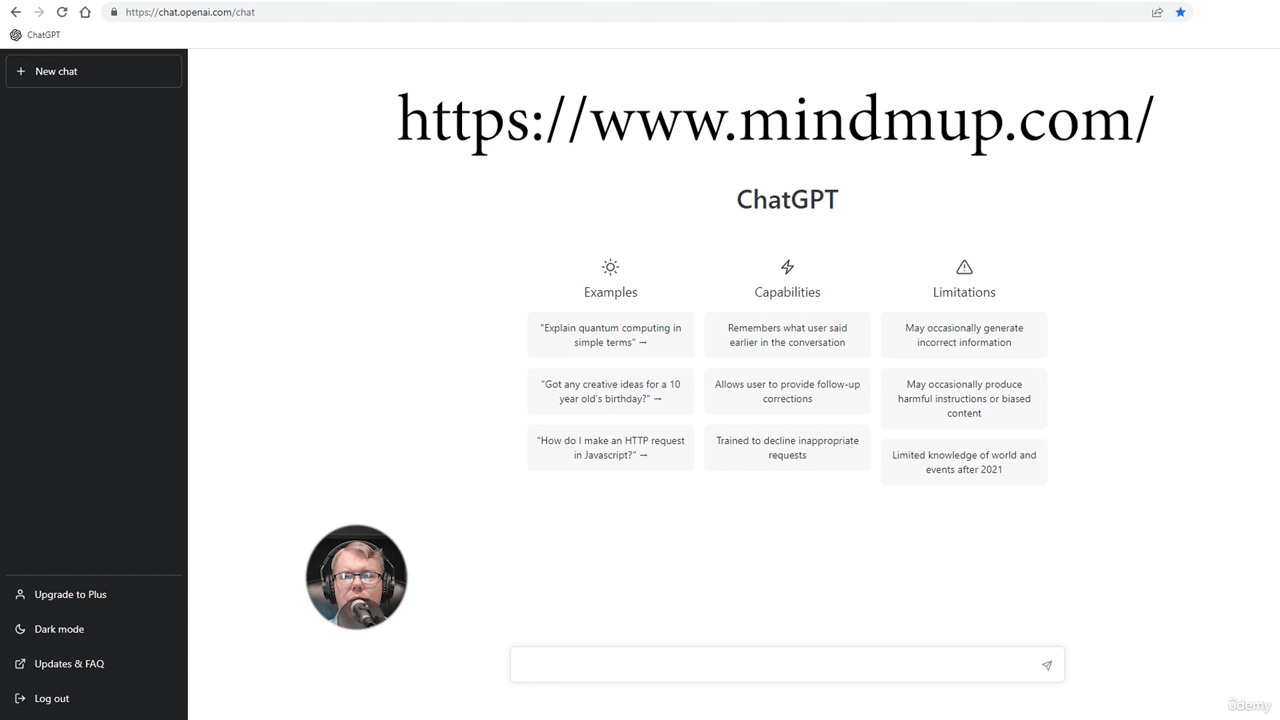 https://chat.openai.com/chat
ChatGPT
New chat
https://www.mindmup.com/
ChatGPT
Examples
"Explain quantum computing in
simple terms" →
"Got any creative ideas for a 10
year old's birthday?" →
"How do I make an HTTP request
in Javascript?" →
Capabilities
Remembers what user said
earlier in the conversation
Allows user to provide follow-up
corrections
Trained to decline inappropriate
requests
Limitations
May occasionally generate
incorrect information
May occasionally produce
harmful instructions or biased
content
Limited knowledge of world and
events after 2021
Upgrade to Plus
Dark mode
Updates & FAQ
Log out
ûdemy